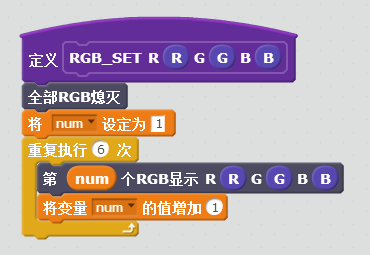 定义 RGB_SET R R G G B B
全部RGB熄灭
将 num 设定为 1
重复执行 6 次
第 num 个RGB显示 R R G G B B
将变量 num 的值增加 1